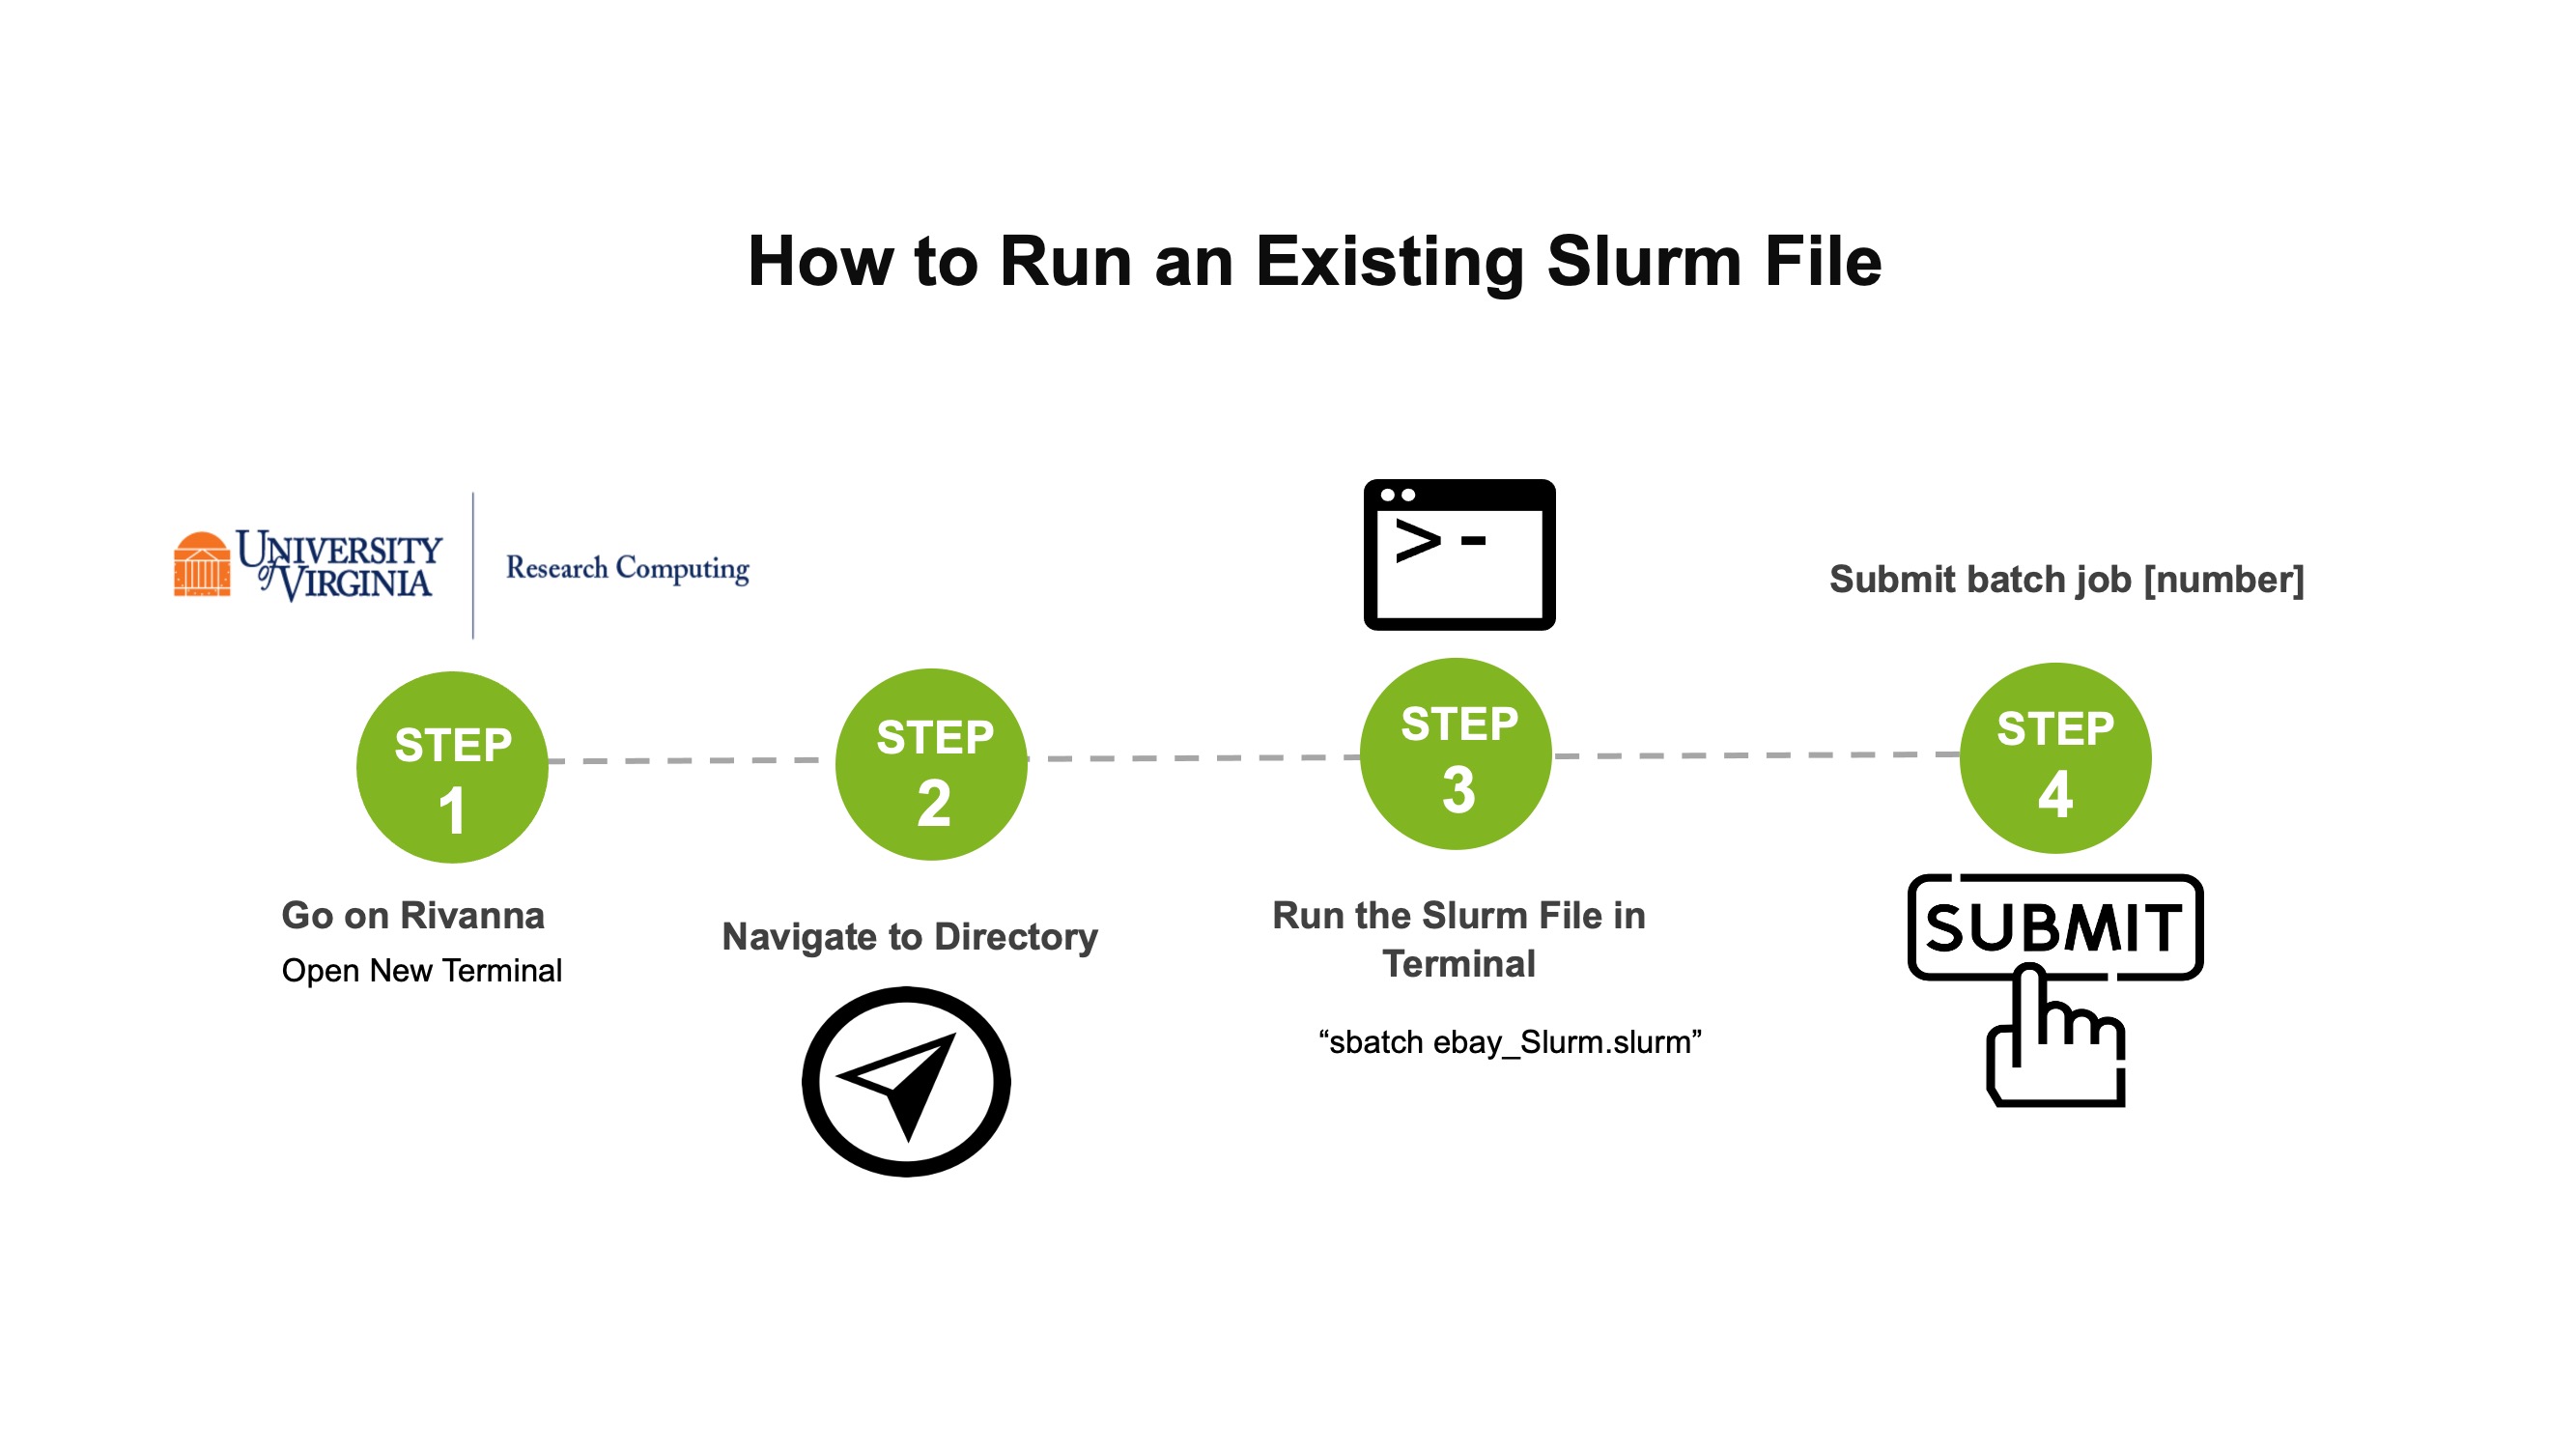 How to Run an Existing Slurm File
UNIVERSITY
of VIRGINIA
Research Computing
>-
Submit batch job [number]
STEP
1
STEP
2
STEP
3
STEP
4
Go on Rivanna
Open New Terminal
Navigate to Directory
Run the Slurm File in
Terminal
“sbatch ebay_Slurm.slurm”
SUBMIT